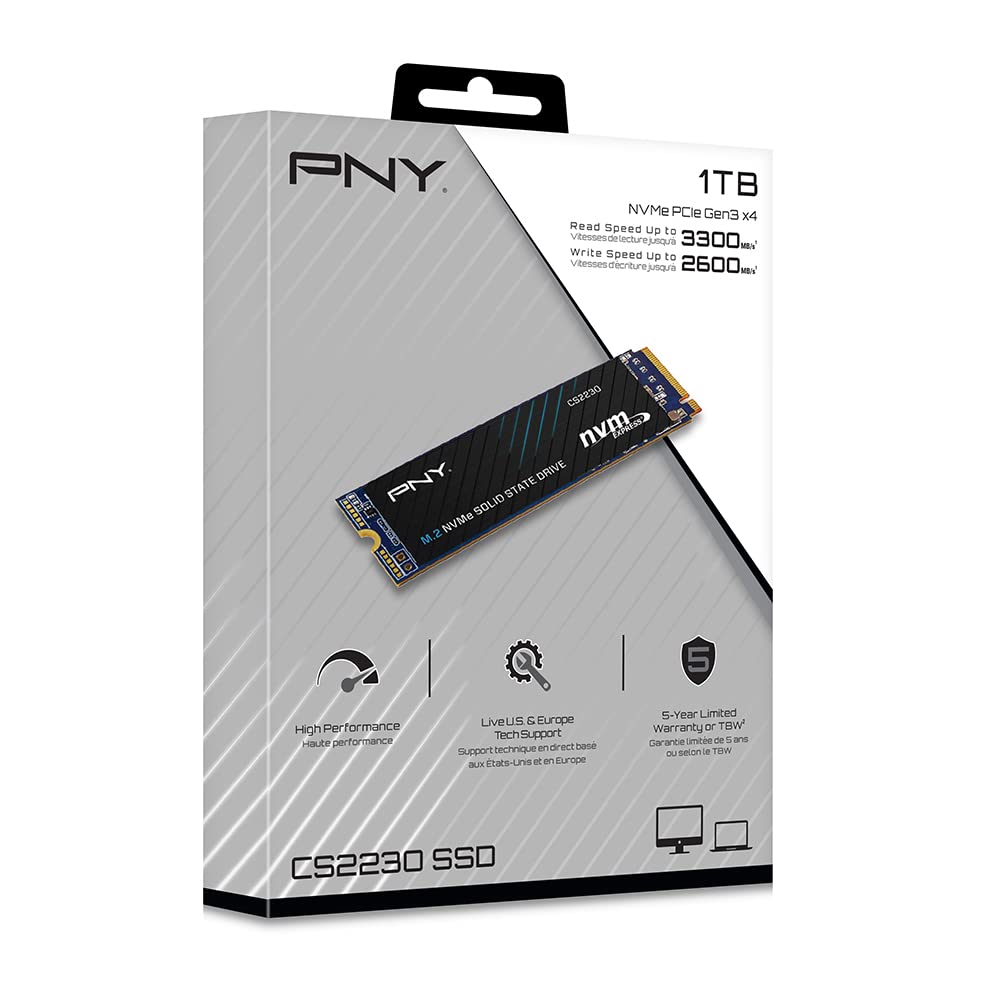 PNY®
1TB
NVMe PCIe Gen3 x4
Read Speed Up to
Vitesses de lecture jusqu'à
3300MB/s¹
Write Speed Up to
Vitesses d'écriture jusqu'à
2600MB/s¹
CS2230
nvm
EXPRESS
PNY
M.2 NVMe SOLID STATE DRIVE
High Performance
Haute performance
Live U.S. & Europe
Tech Support
Support technique en direct basé
aux États-Unis et en Europe
5
5-Year Limited
Warranty or TBW²
Garantie limitée de 5 ans
ou selon le TBW
CS2230 SSD